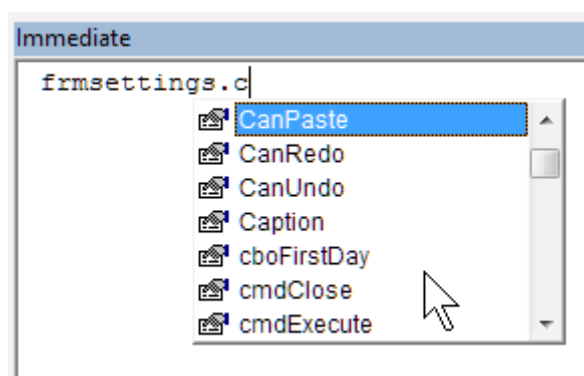 Immediate
frmsettings.c
CanPaste
CanRedo
CanUndo
Caption
cboFirstDay
cmdClose
cmdExecute